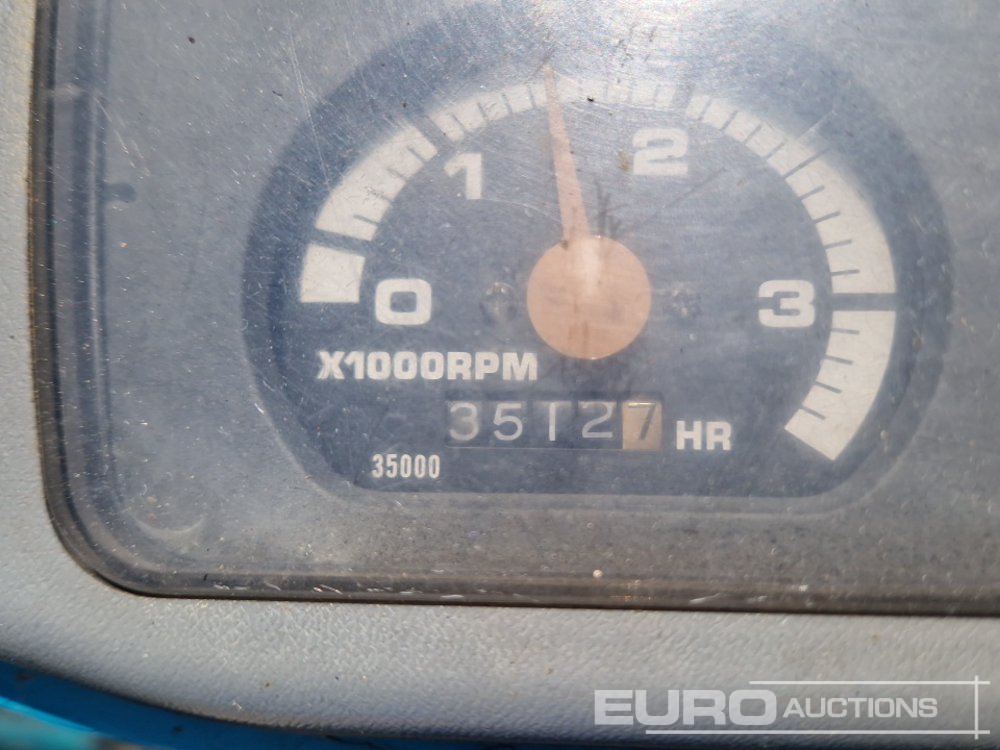 1 2
0 3
X1000RPM
35127 HR
35000
EURO AUCTIONS